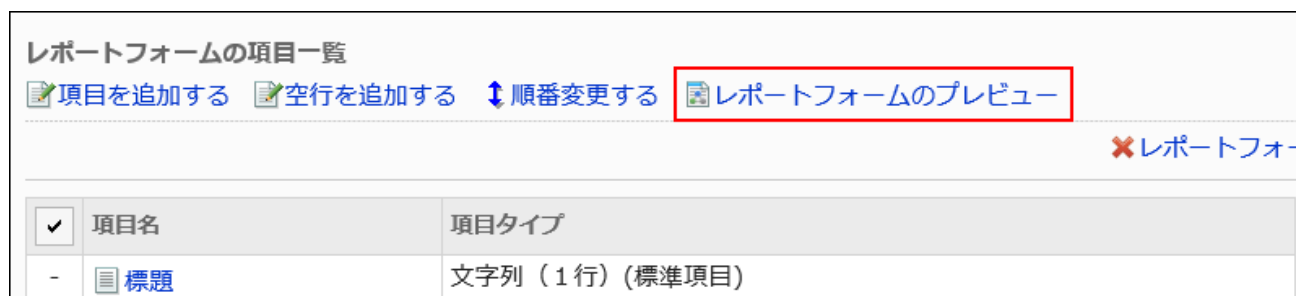 レポートフォームの項目一覧
項目を追加する 空行を追加する 順番変更する レポートフォームのプレビュー
レポートフォー
項目名 項目タイプ
- 標題 文字列（１行）(標準項目)